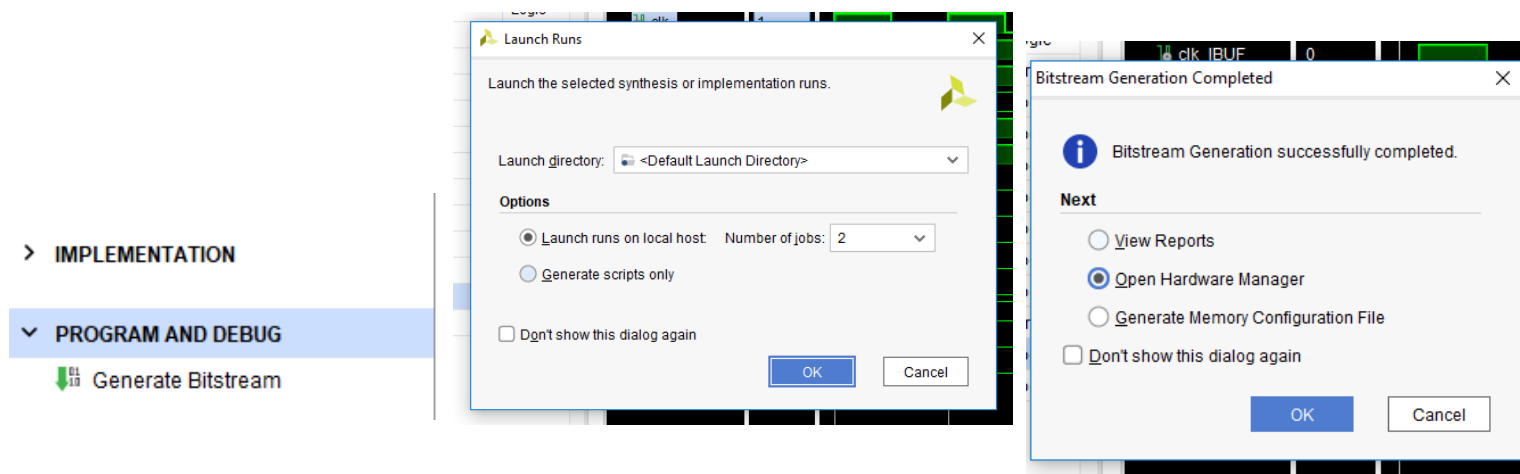 IMPLEMENTATION
PROGRAM AND DEBUG
Generate Bitstream
clk
1
Launch Runs
Launch the selected synthesis or implementation runs.
Launch directory: <Default Launch Directory>
Options
Launch runs on local host: Number of jobs: 2
Generate scripts only
Don't show this dialog again
OK Cancel
clk_IBUF 0
Bitstream Generation Completed
Bitstream Generation successfully completed.
Next
View Reports
Open Hardware Manager
Generate Memory Configuration File
Don't show this dialog again
OK Cancel